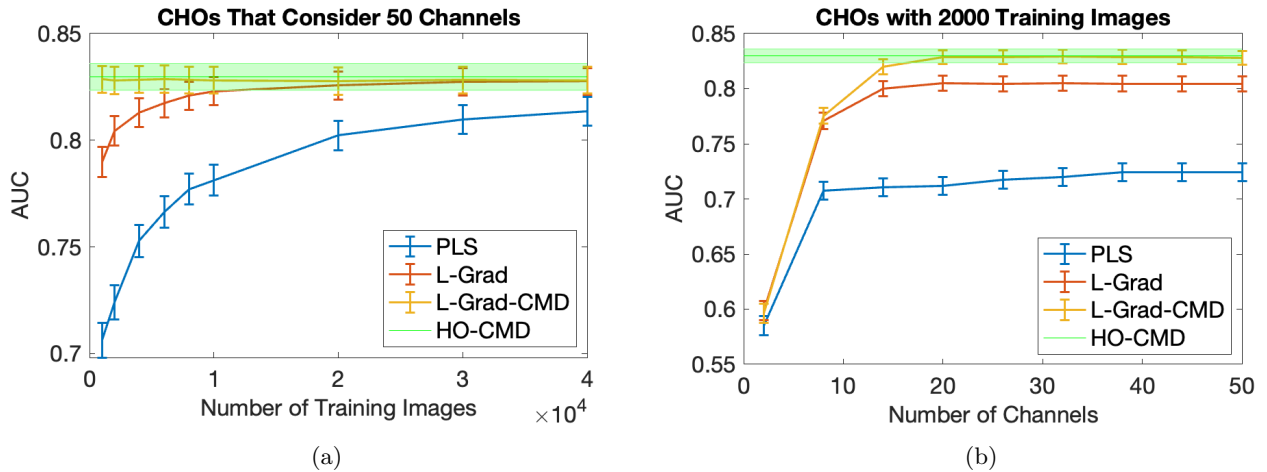 CHOs That Consider 50 Channels
0.85
0.8
0.75
0.7
AUC
0 1 2 3 4
Number of Training Images
×10^4
PLS
L-Grad
L-Grad-CMD
HO-CMD
(a)
CHOs with 2000 Training Images
0.85
0.8
0.75
0.7
0.65
0.6
0.55
AUC
0 10 20 30 40 50
Number of Channels
PLS
L-Grad
L-Grad-CMD
HO-CMD
(b)